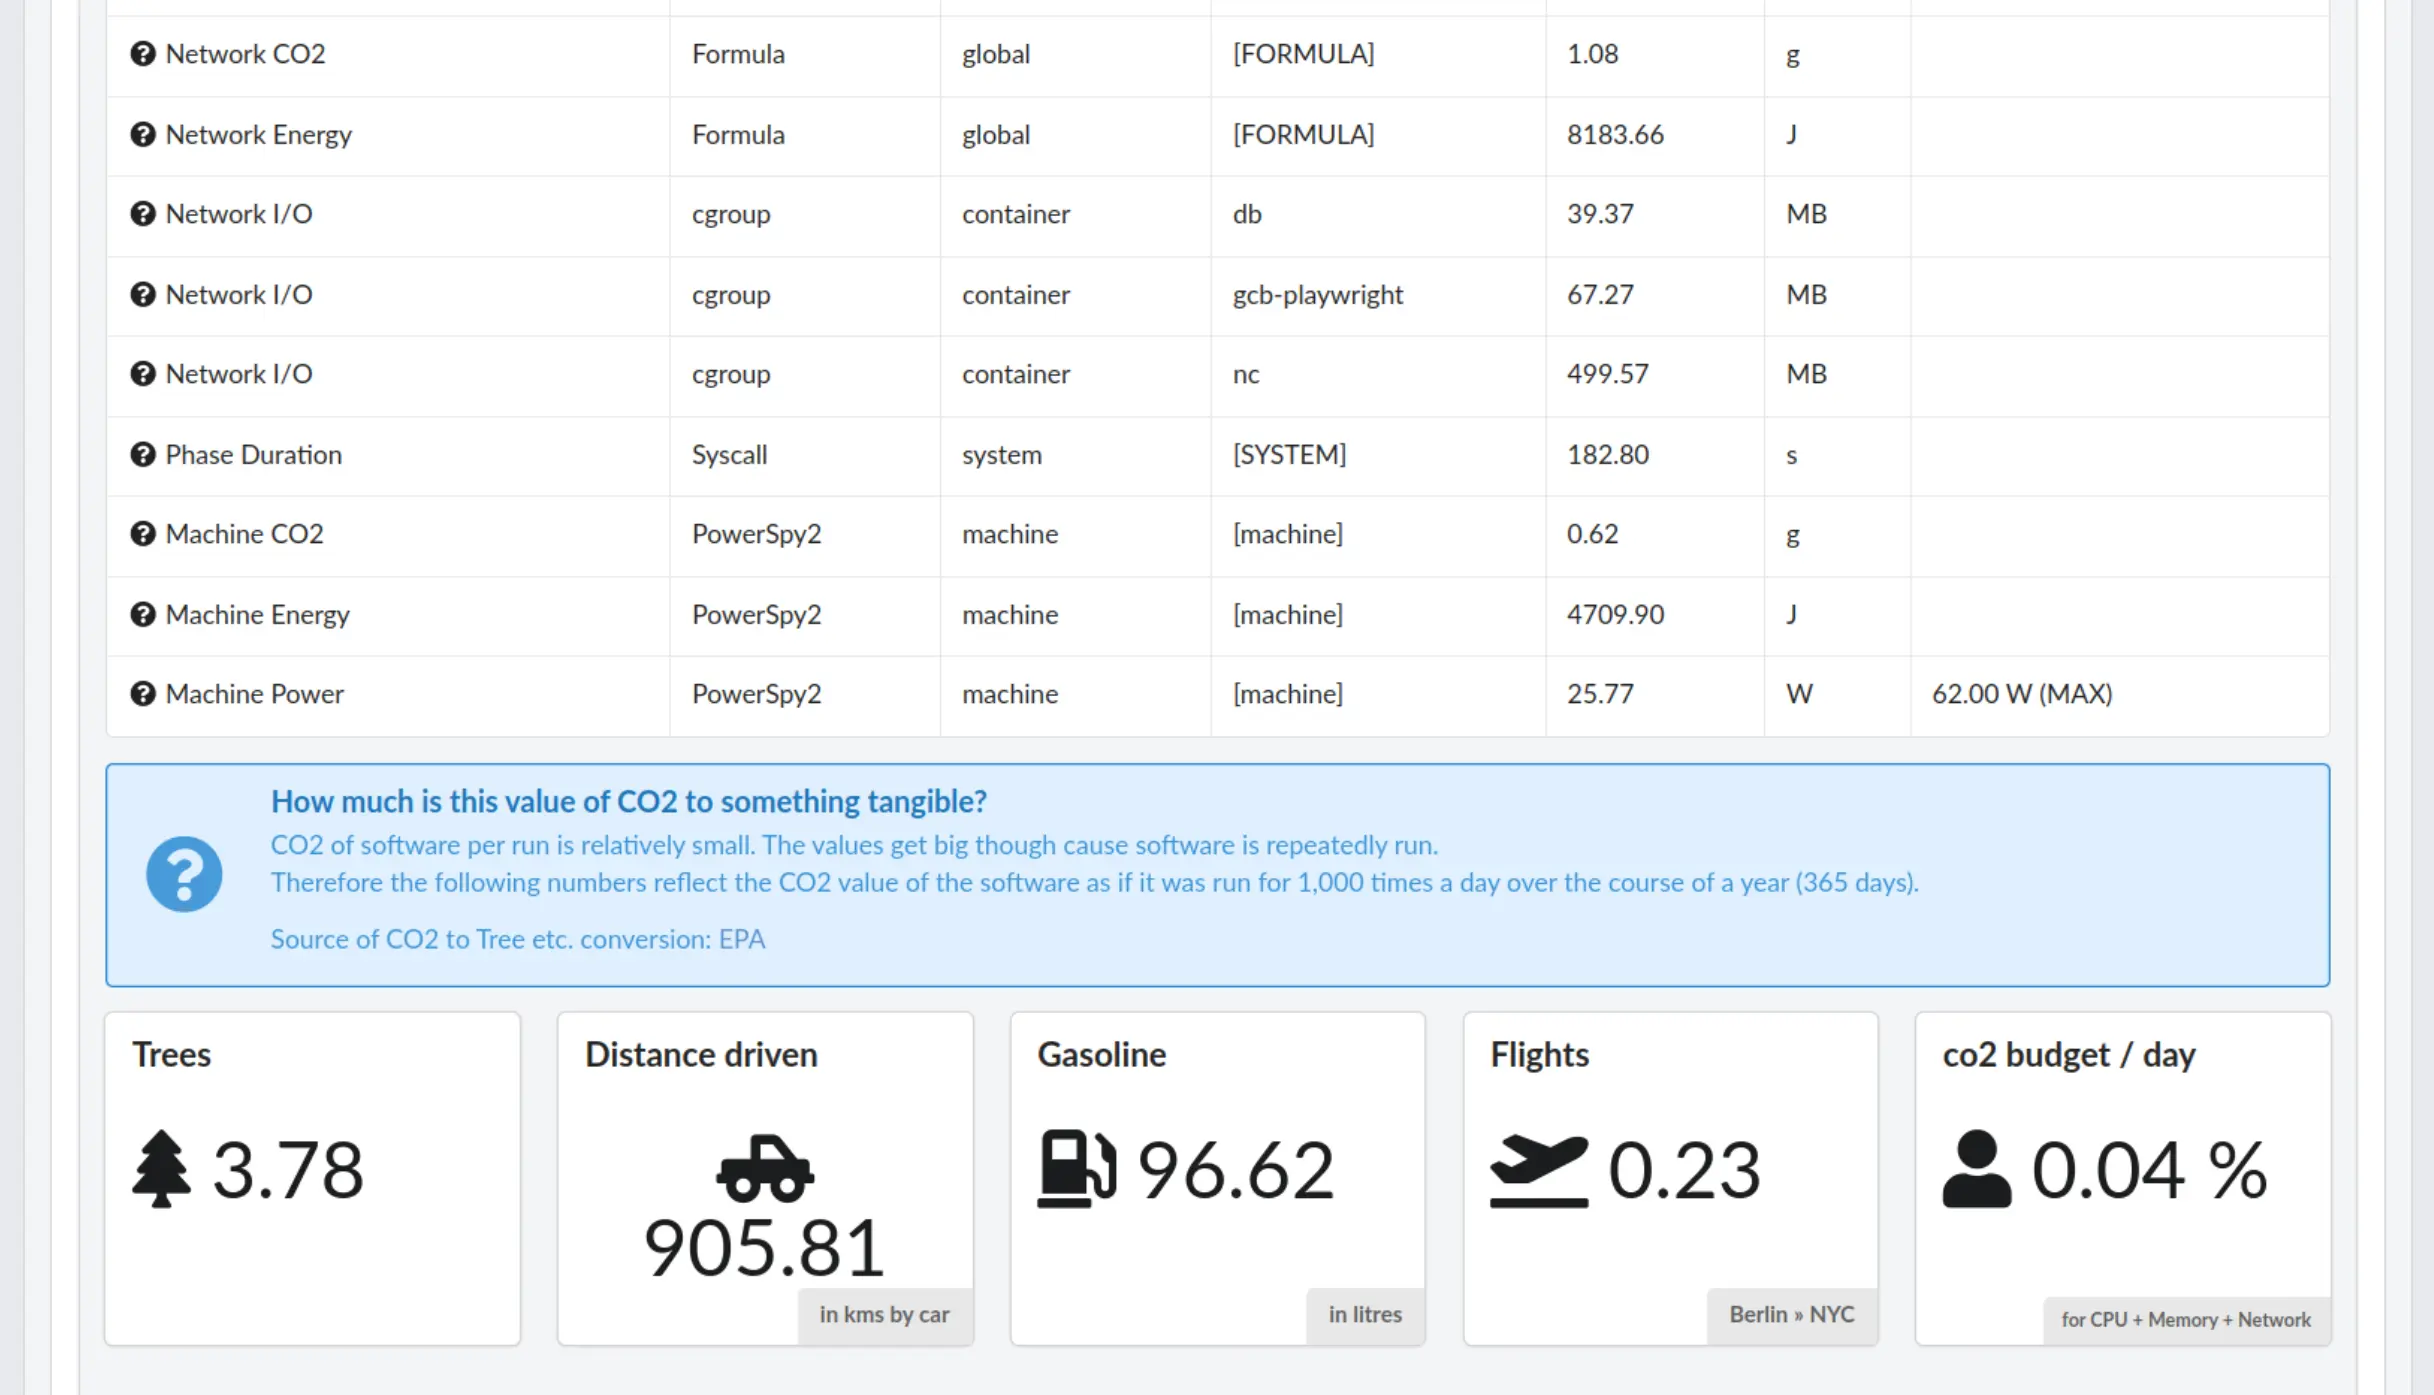 Network CO2 Formula global [FORMULA] 1.08 g
Network Energy Formula global [FORMULA] 8183.66 J
Network I/O cgroup container db 39.37 MB
Network I/O cgroup container gcb-playwright 67.27 MB
Network I/O cgroup container nc 499.57 MB
Phase Duration Syscall system [SYSTEM] 182.80 s
Machine CO2 PowerSpy2 machine [machine] 0.62 g
Machine Energy PowerSpy2 machine [machine] 4709.90 J
Machine Power PowerSpy2 machine [machine] 25.77 W 62.00 W (MAX)
How much is this value of CO2 to something tangible?
CO2 of software per run is relatively small. The values get big though cause software is repeatedly run.
Therefore the following numbers reflect the CO2 value of the software as if it was run for 1,000 times a day over the course of a year (365 days).
Source of CO2 to Tree etc. conversion: EPA
Trees
3.78
Distance driven
905.81
in kms by car
Gasoline
96.62
in litres
Flights
0.23
Berlin » NYC
co2 budget / day
0.04 %
for CPU + Memory + Network